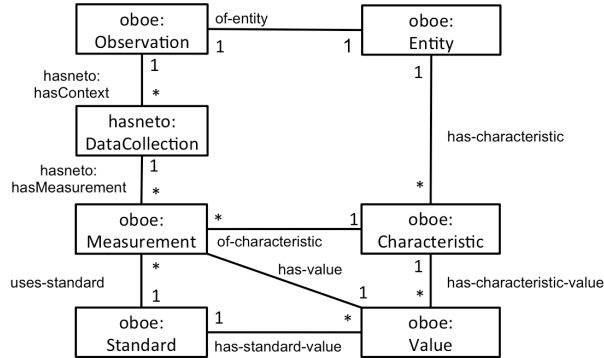 oboe:
Observation
of-entity
1
1
oboe:
Entity
1
hasneto:
hasContext
*
1
hasneto:
DataCollection
has-characteristic
hasneto:
hasMeasurement
1
*
*
oboe:
Measurement
*
1
of-characteristic
oboe:
Characteristic
has-value
uses-standard
*
1
1
has-characteristic-value
*
1
oboe:
Standard
1
*
has-standard-value
oboe:
Value